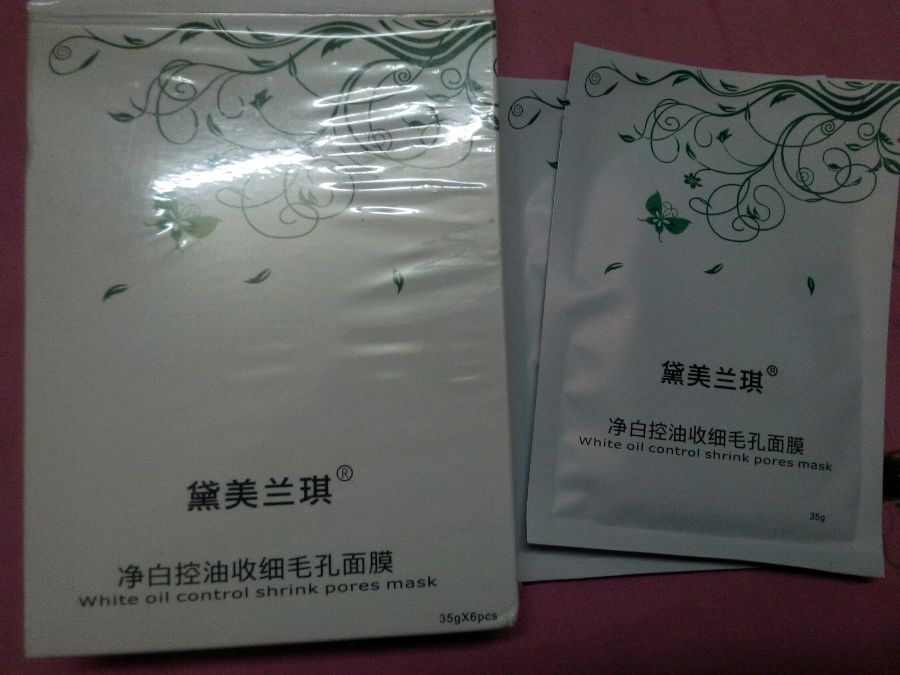 黛美兰琪®
净白控油收细毛孔面膜
White oil control shrink pores mask
35gX6pcs
黛美兰琪®
净白控油收细毛孔面膜
White oil control shrink pores mask
35g